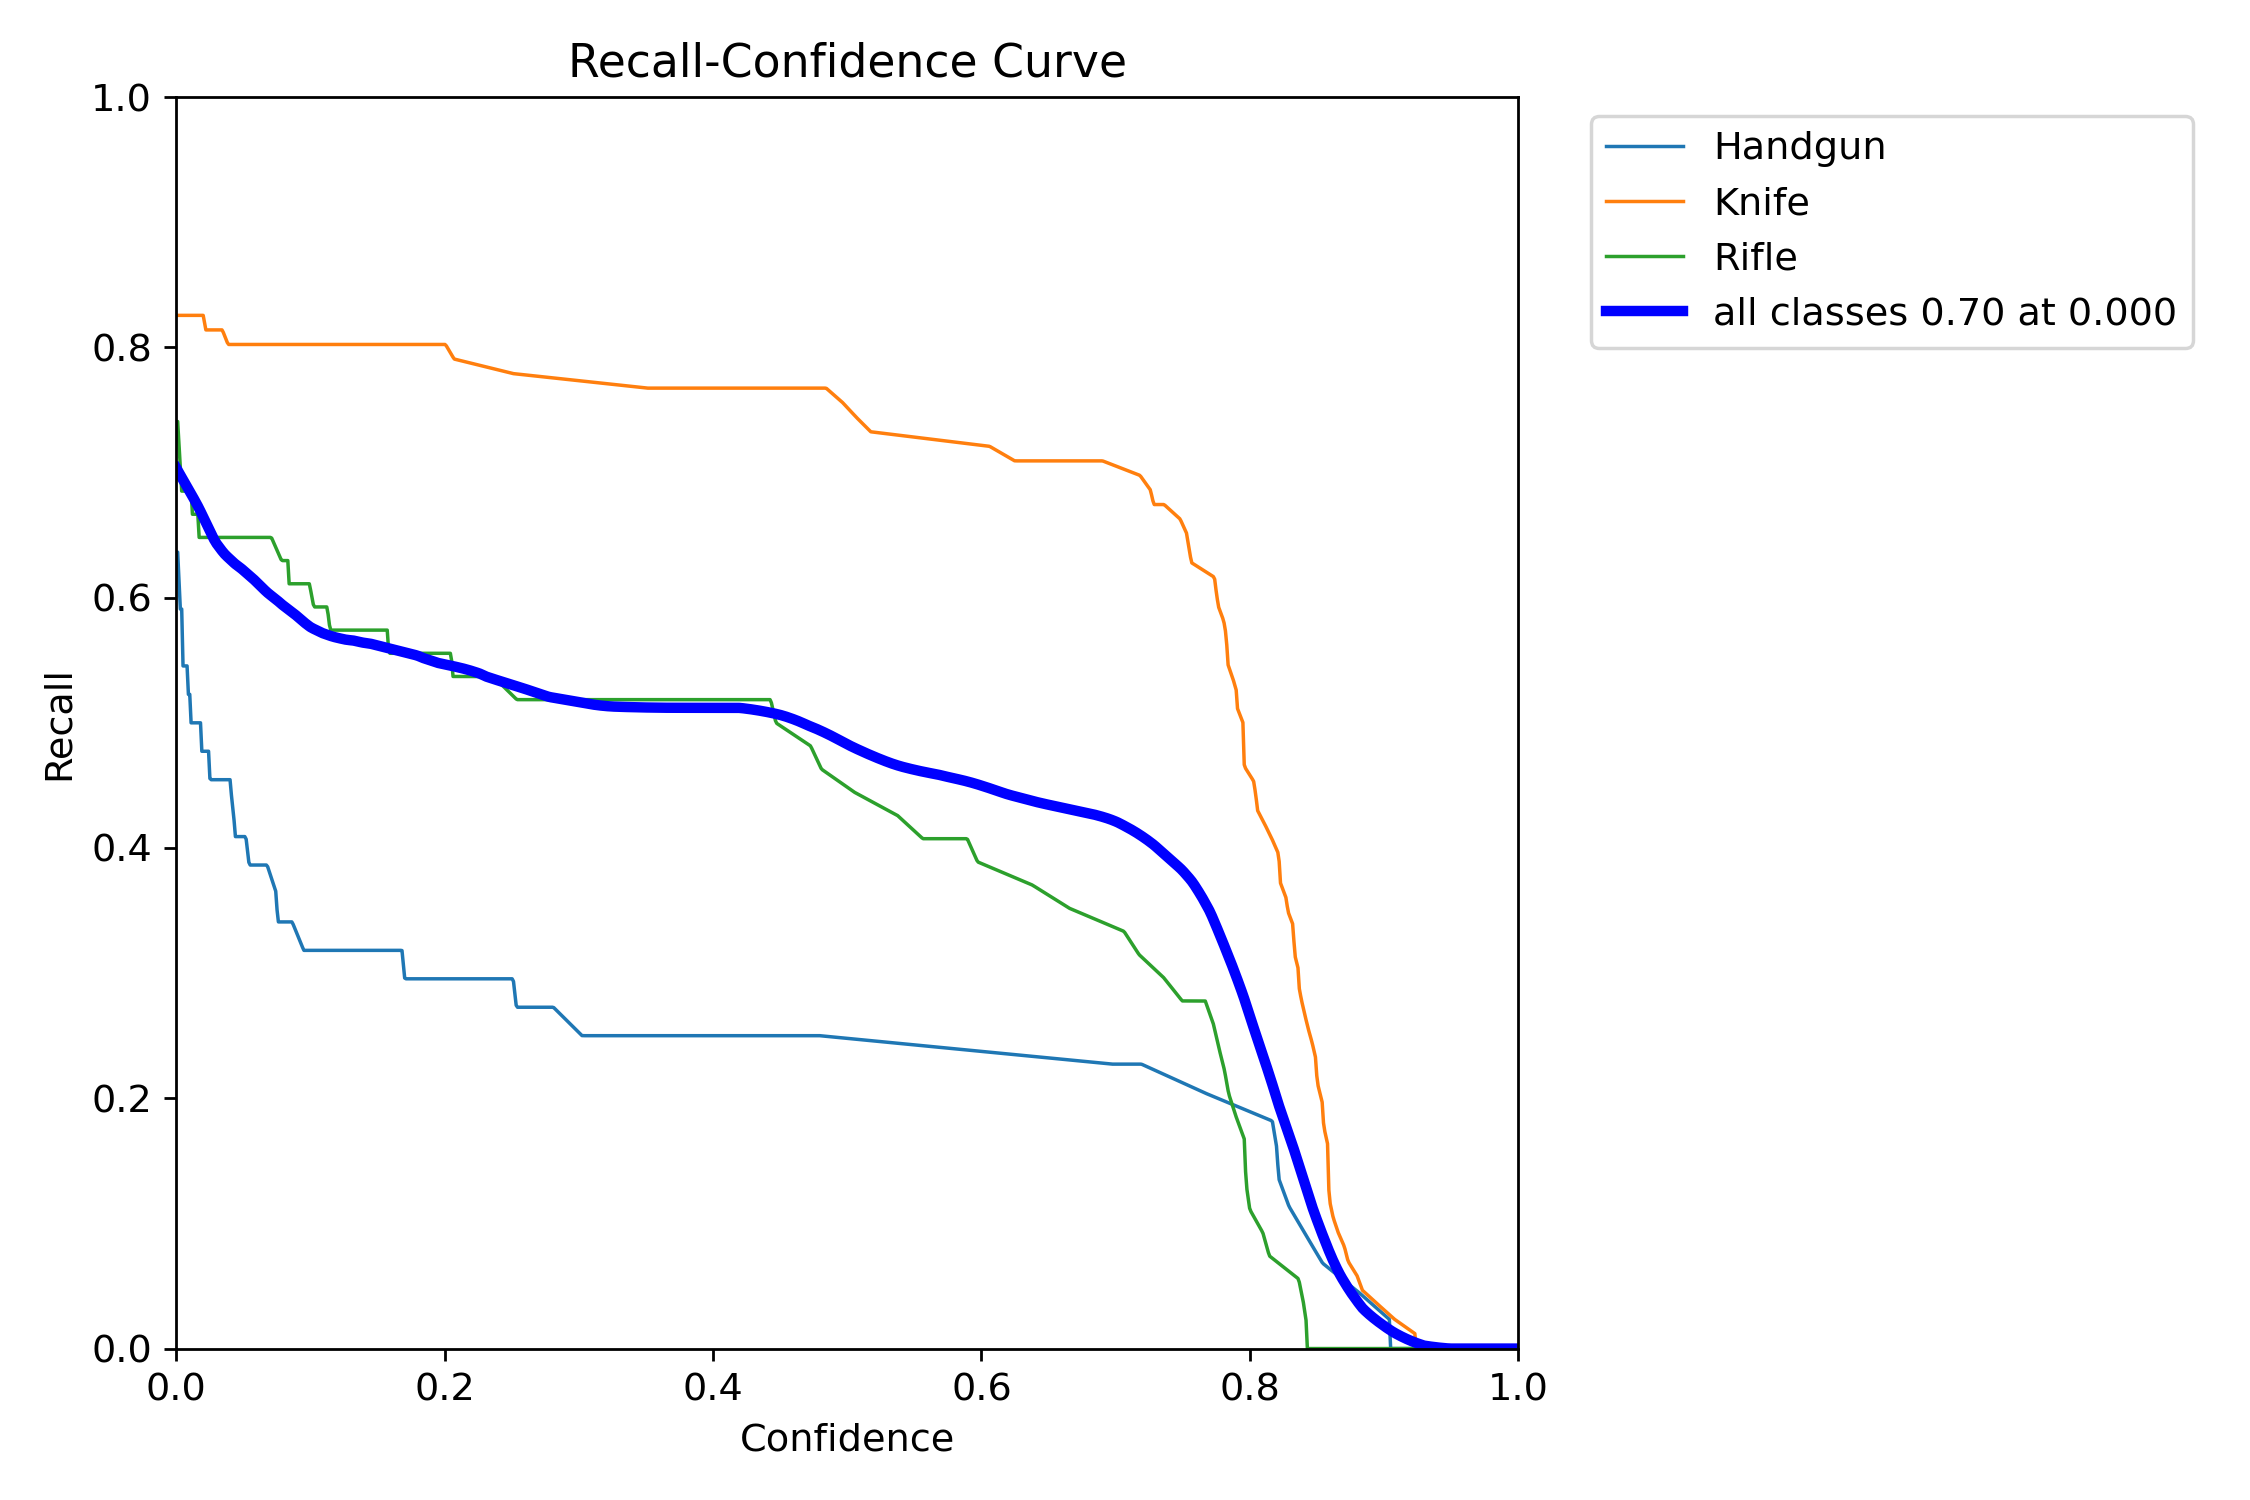 Recall-Confidence Curve
1.0
0.8
0.6
0.4
0.2
0.0
Recall
0.0 0.2 0.4 0.6 0.8 1.0
Confidence
Handgun
Knife
Rifle
all classes 0.70 at 0.000